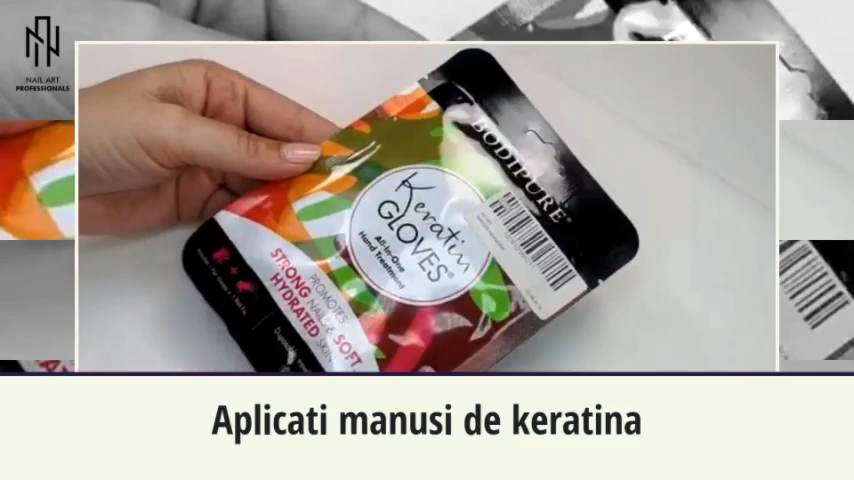 NAIL ART
PROFESSIONALS
BODIPURE®
Keratin
GLOVES®
All-In-One
Hand Treatment
PROMOTES
STRONG NAILS & SOFT
HYDRATED SKIN
Aplicati manusi de keratina